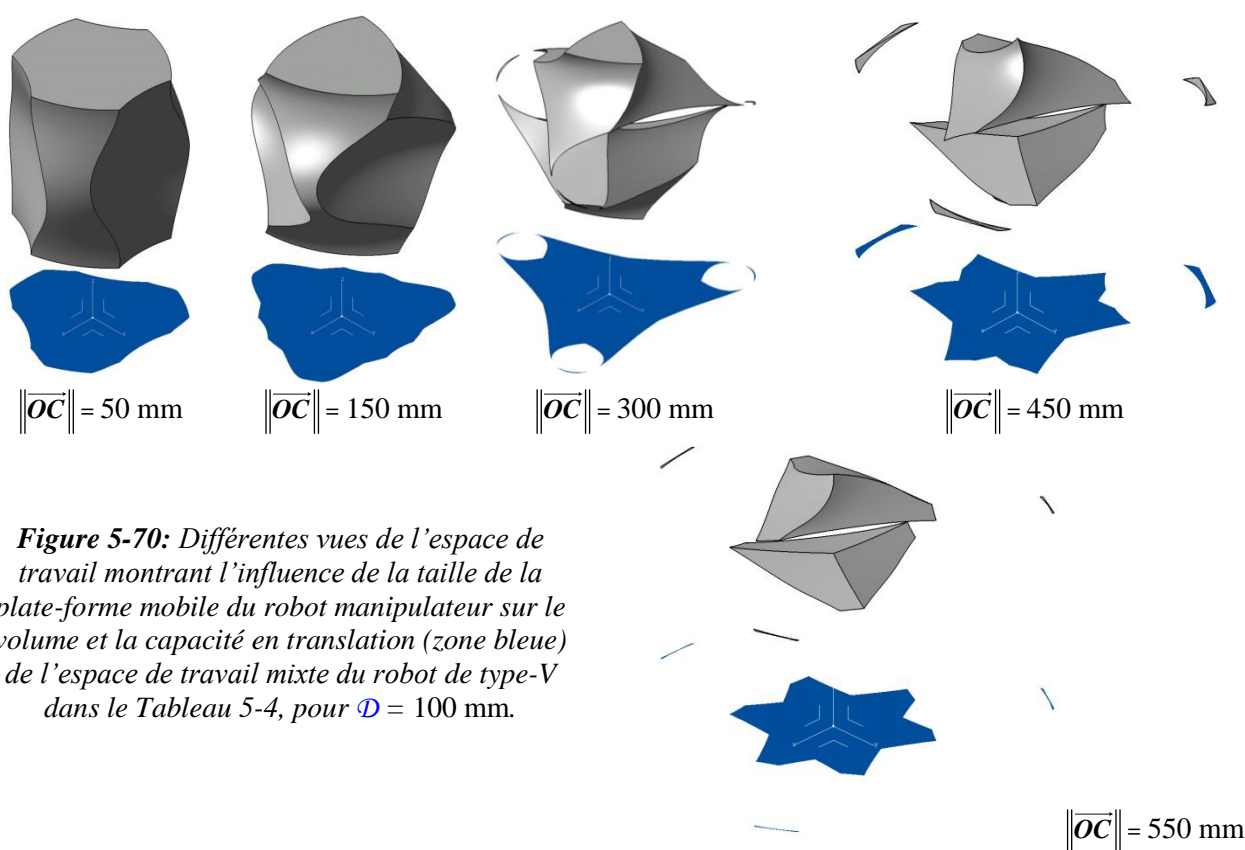 ‖OC‖ = 50 mm
‖OC‖ = 150 mm
‖OC‖ = 300 mm
‖OC‖ = 450 mm
Figure 5-70: Différentes vues de l’espace de
travail montrant l’influence de la taille de la
plate-forme mobile du robot manipulateur sur le
volume et la capacité en translation (zone bleue)
de l’espace de travail mixte du robot de type-V
dans le Tableau 5-4, pour 𝒟 = 100 mm.
‖OC‖ = 550 mm